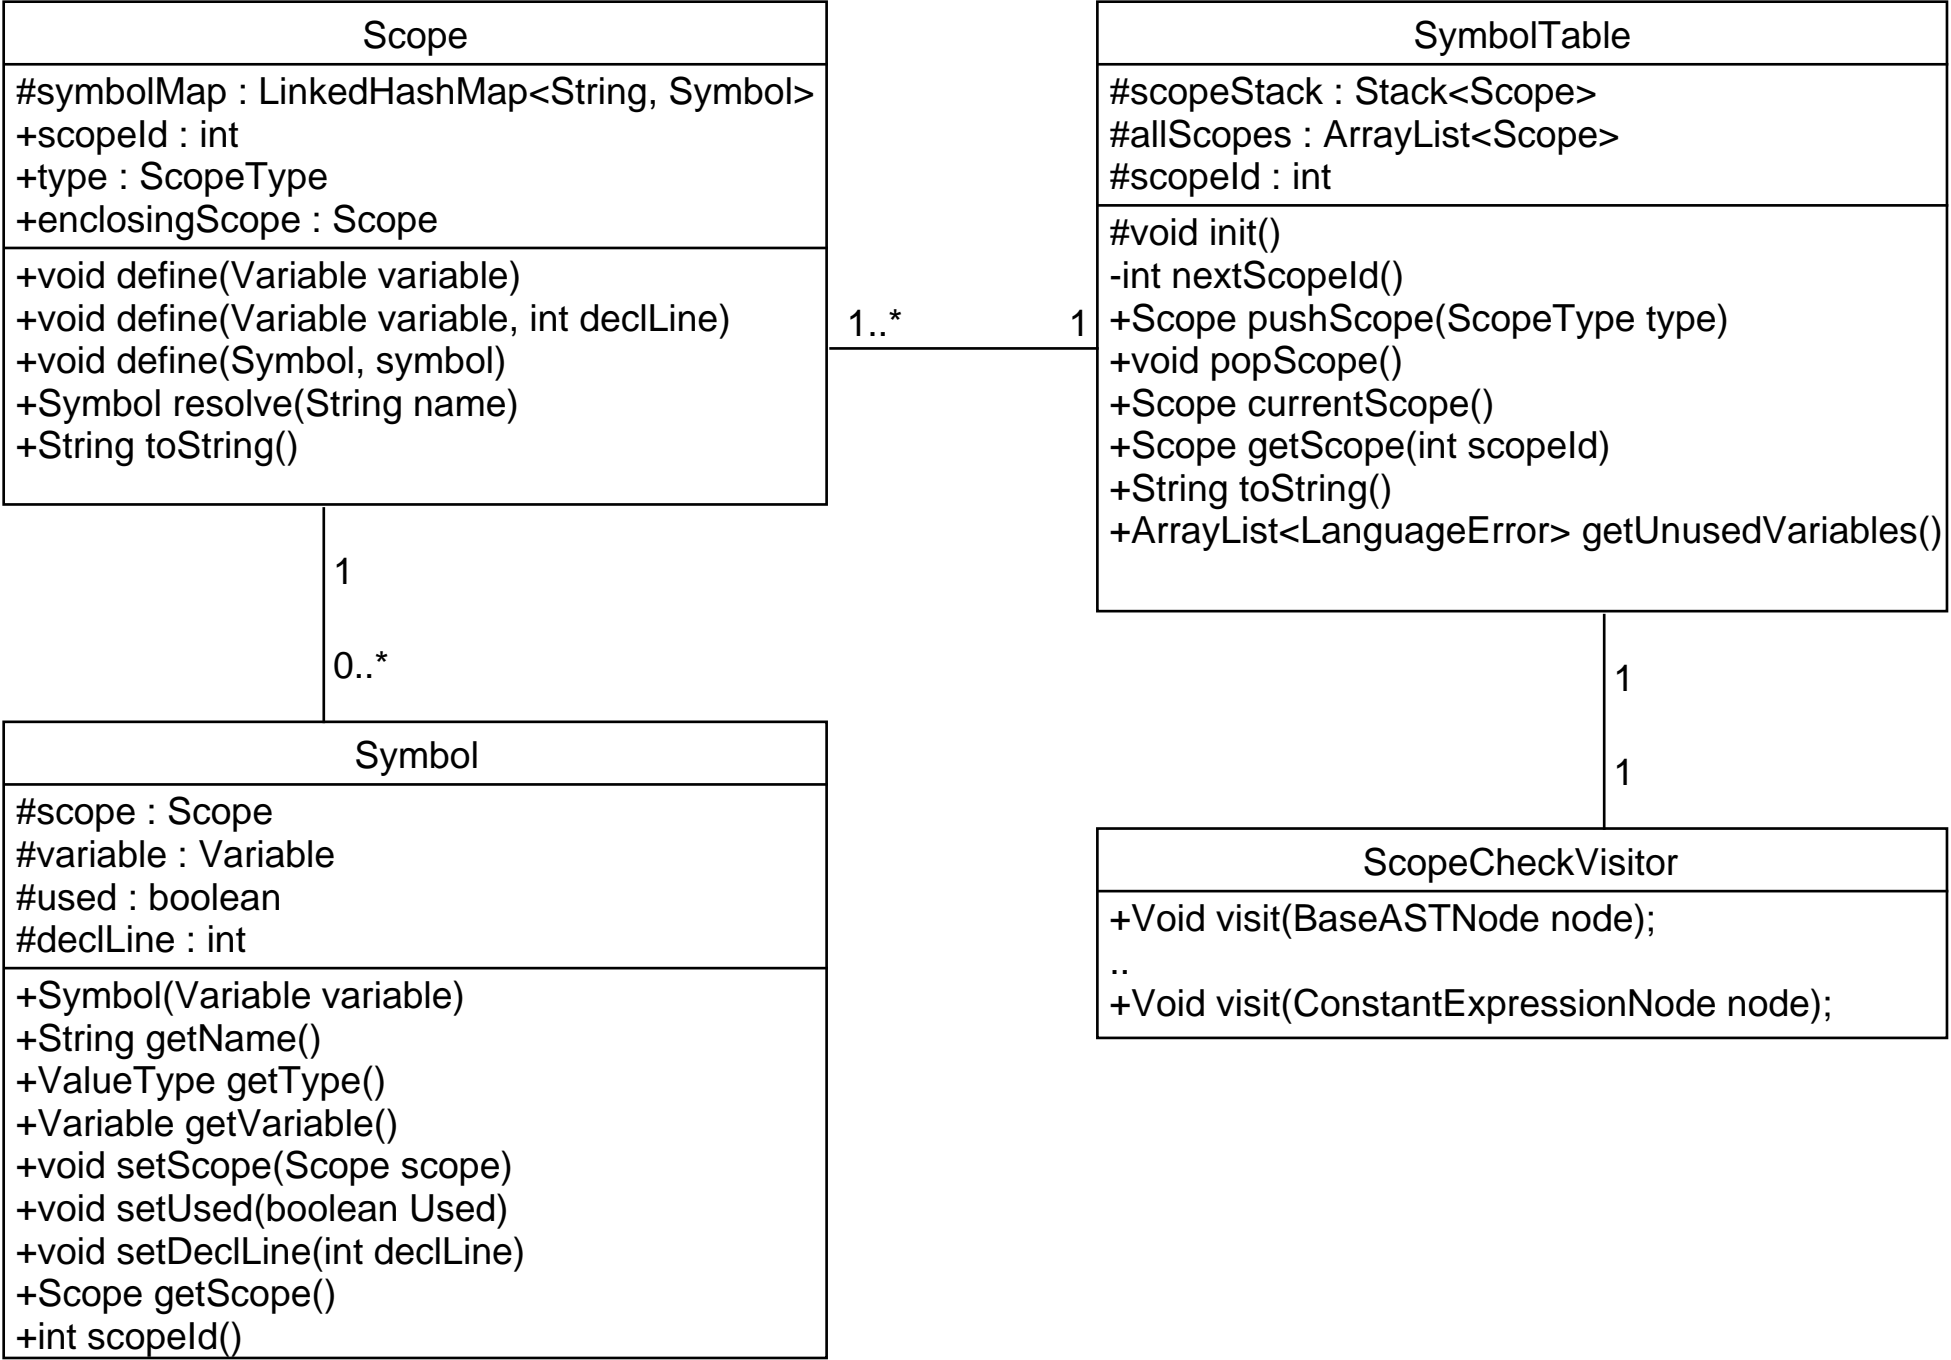 Scope
#symbolMap : LinkedHashMap<String, Symbol>
+scopeId : int
+type : ScopeType
+enclosingScope : Scope
+void define(Variable variable)
+void define(Variable variable, int declLine)
+void define(Symbol, symbol)
+Symbol resolve(String name)
+String toString()
1..*
1
SymbolTable
#scopeStack : Stack<Scope>
#allScopes : ArrayList<Scope>
#scopeId : int
#void init()
-int nextScopeId()
+Scope pushScope(ScopeType type)
+void popScope()
+Scope currentScope()
+Scope getScope(int scopeId)
+String toString()
+ArrayList<LanguageError> getUnusedVariables()
1
0..*
Symbol
#scope : Scope
#variable : Variable
#used : boolean
#declLine : int
+Symbol(Variable variable)
+String getName()
+ValueType getType()
+Variable getVariable()
+void setScope(Scope scope)
+void setUsed(boolean Used)
+void setDeclLine(int declLine)
+Scope getScope()
+int scopeId()
1
1
ScopeCheckVisitor
+Void visit(BaseASTNode node);
..
+Void visit(ConstantExpressionNode node);